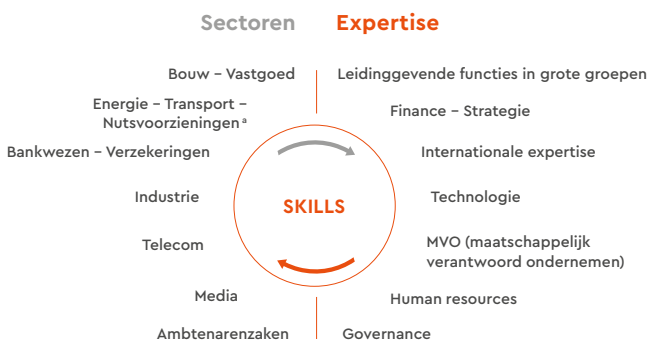 Sectoren
Expertise
Bouw – Vastgoed
Leidinggevende functies in grote groepen
Energie – Transport –
Nutsvoorzieningen ª
Finance – Strategie
Bankwezen – Verzekeringen
Internationale expertise
Industrie
SKILLS
Technologie
Telecom
MVO (maatschappelijk
verantwoord ondernemen)
Media
Human resources
Ambtenarenzaken
Governance